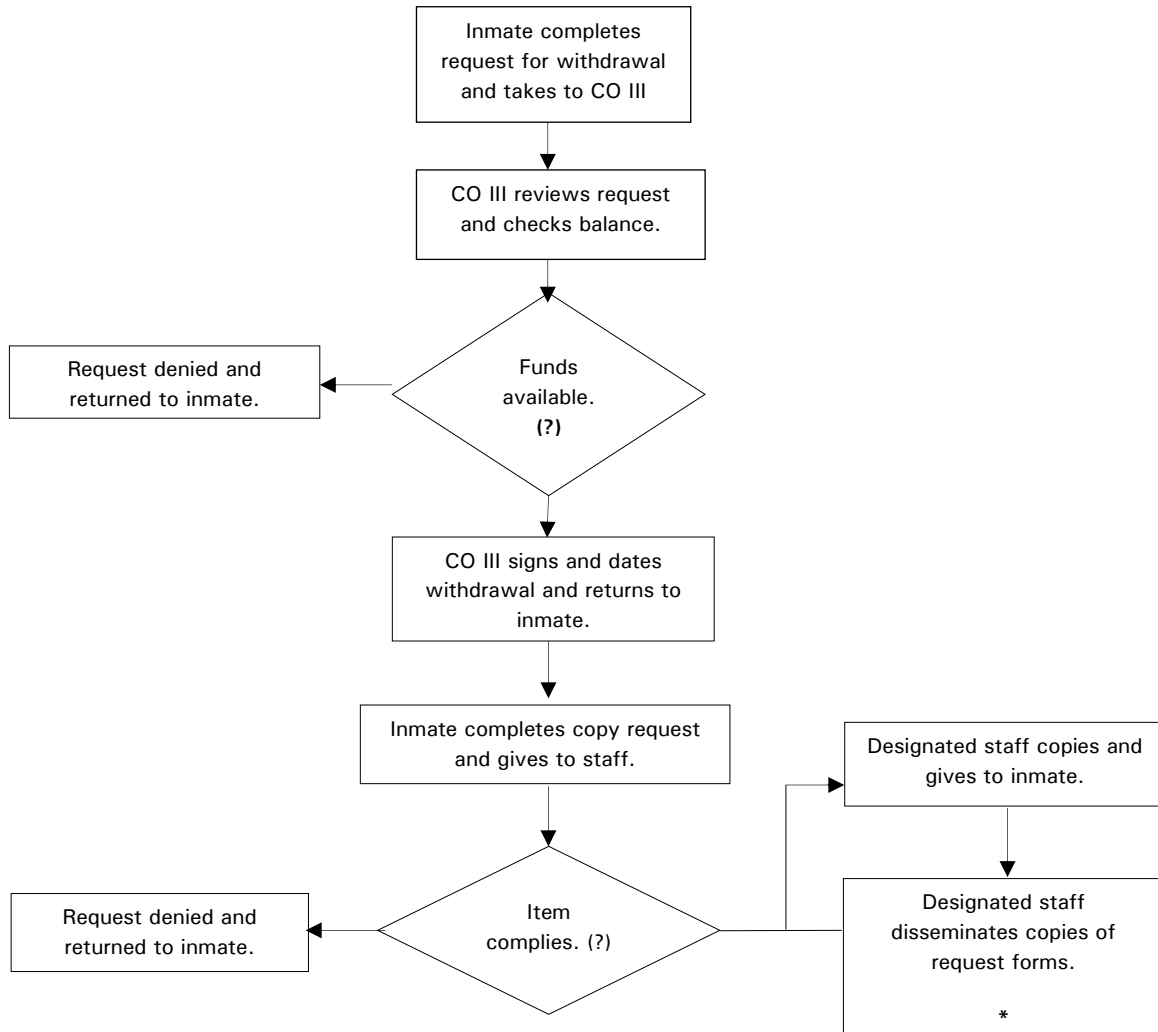 Inmate completes
request for withdrawal
and takes to CO III
CO III reviews request
and checks balance.
Funds
available.
(?)
Request denied and
returned to inmate.
CO III signs and dates
withdrawal and returns to
inmate.
Inmate completes copy request
and gives to staff.
Designated staff copies and
gives to inmate.
Item
complies. (?)
Request denied and
returned to inmate.
Designated staff
disseminates copies of
request forms.
*